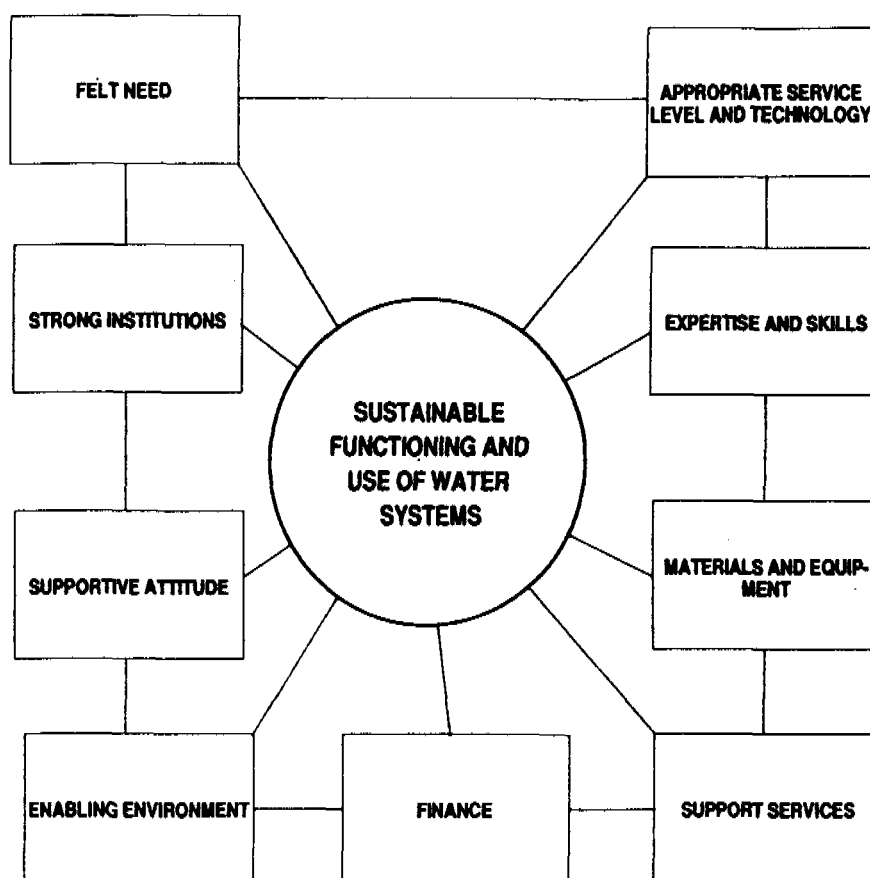 FELT NEED
APPROPRIATE SERVICE
LEVEL AND TECHNOLOGY
STRONG INSTITUTIONS
EXPERTISE AND SKILLS
SUSTAINABLE
FUNCTIONING AND
USE OF WATER
SYSTEMS
SUPPORTIVE ATTITUDE
MATERIALS AND EQUIP-
MENT
ENABLING ENVIRONMENT
FINANCE
SUPPORT SERVICES